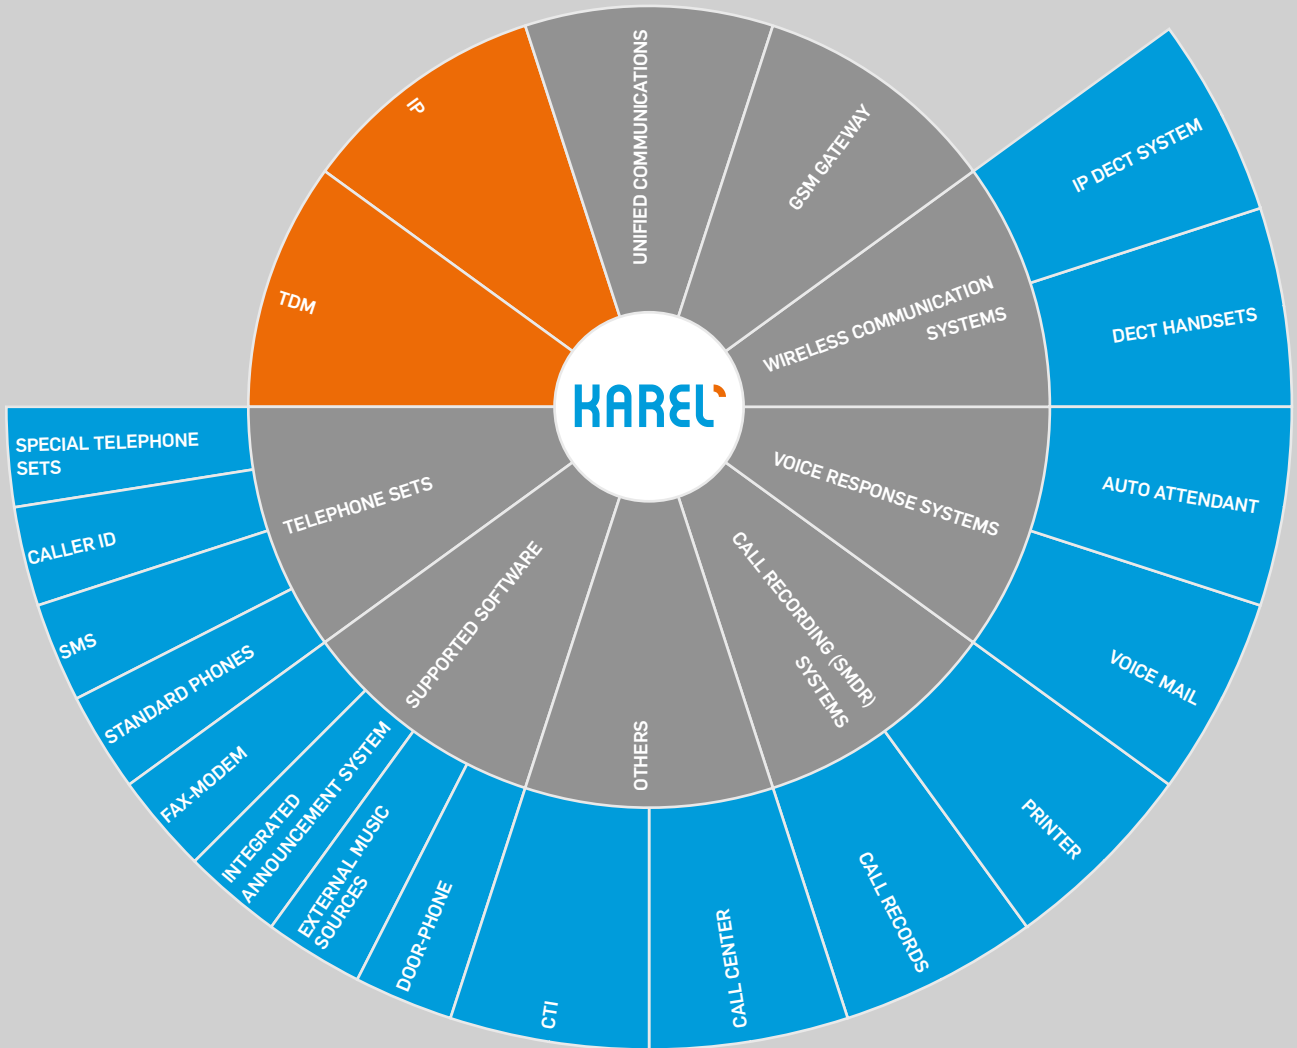 UNIFIED COMMUNICATIONS
GSM GATEWAY
WIRELESS COMMUNICATION
SYSTEMS
IP DECT SYSTEM
DECT HANDSETS
VOICE RESPONSE SYSTEMS
AUTO ATTENDANT
VOICE MAIL
CALL RECORDING (SMDR)
SYSTEMS
PRINTER
CALL RECORDS
OTHERS
CALL CENTER
CTI
SUPPORTED SOFTWARE
DOOR-PHONE
EXTERNAL MUSIC
SOURCES
INTEGRATED
ANNOUNCEMENT SYSTEM
FAX-MODEM
TELEPHONE SETS
STANDARD PHONES
SMS
CALLER ID
SPECIAL TELEPHONE
SETS
TDM
IP
KAREL